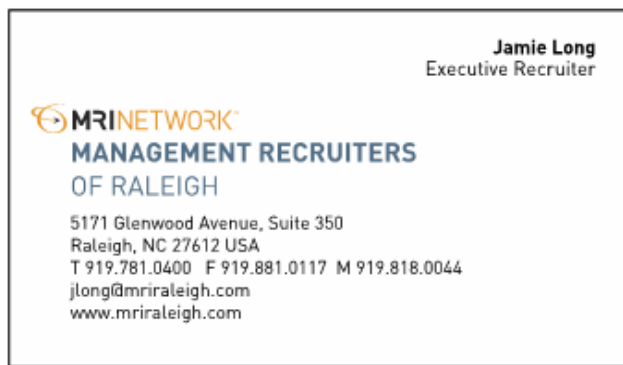 Jamie Long
Executive Recruiter
MRINETWORK™
MANAGEMENT RECRUITERS
OF RALEIGH
5171 Glenwood Avenue, Suite 350
Raleigh, NC 27612 USA
T 919.781.0400 F 919.881.0117 M 919.818.0044
jlong@mriraleigh.com
www.mriraleigh.com